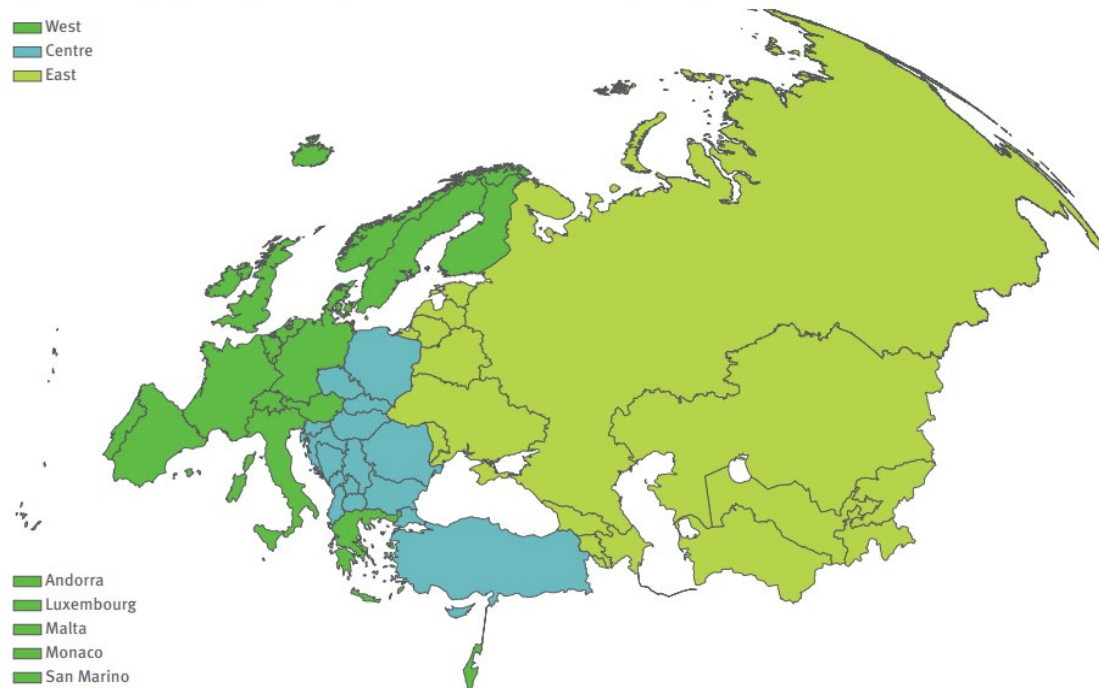 West
Centre
East
Andorra
Luxembourg
Malta
Monaco
San Marino